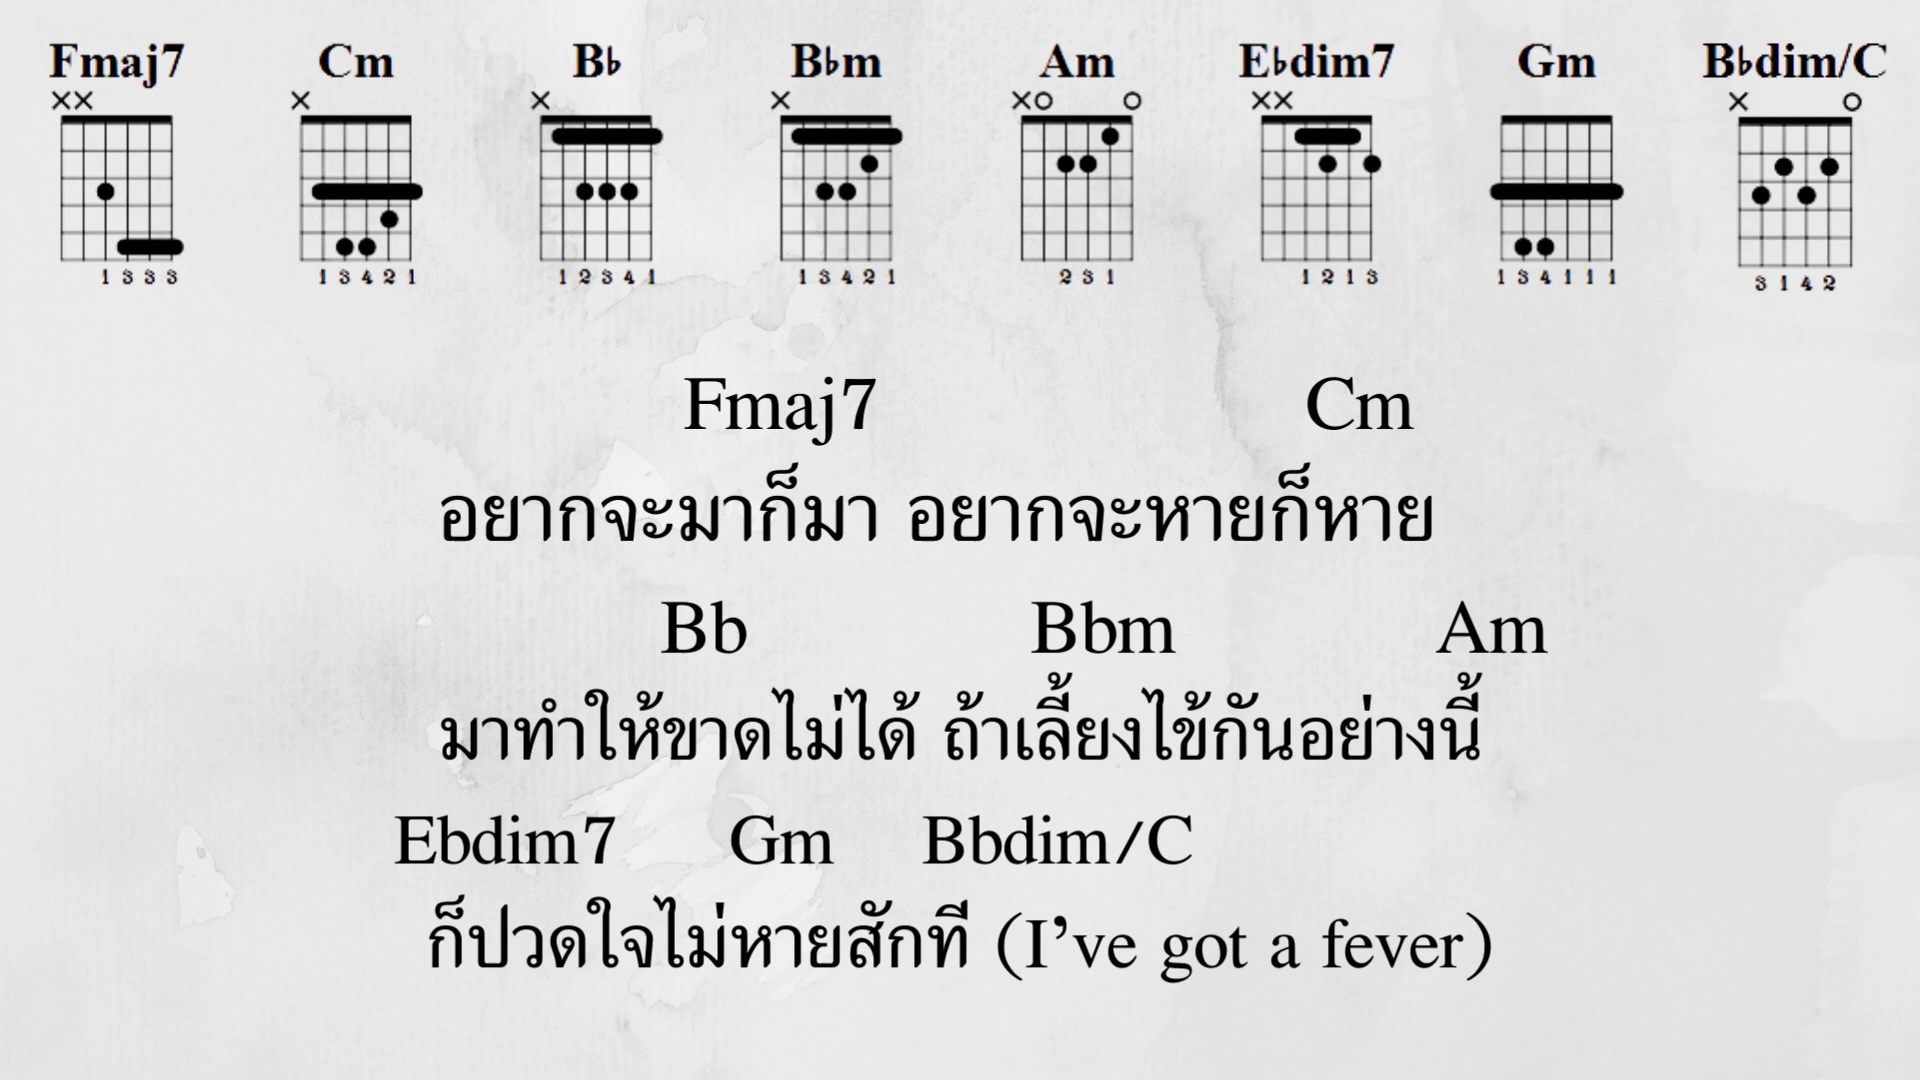 Fmaj7 Cm B♭ B♭m Am E♭dim7 Gm B♭dim/C
××  ×  ×  ×  ×o o  ××  × o
1333 13421 12341 13421 231 1213 134111 3142
Fmaj7 Cm
อยากจะมาก็มา อยากจะหายก็หาย
Bb Bbm Am
มาทำให้ขาดไม่ได้ ถ้าเลี้ยงไข้กันอย่างนี้
Ebdim7 Gm Bbdim/C
ก็ปวดใจไม่หายสักที (I’ve got a fever)